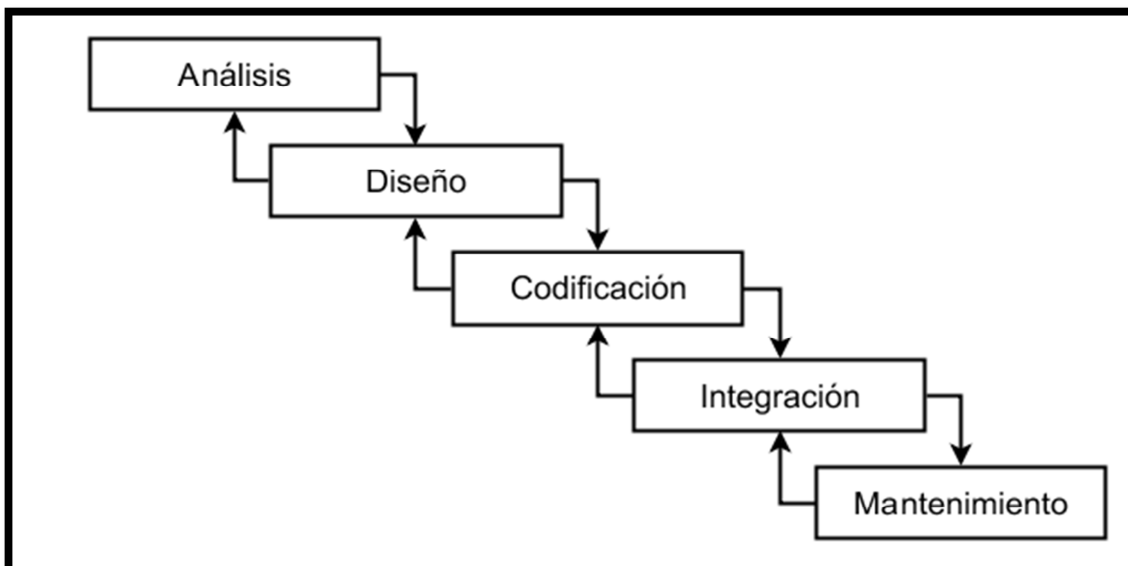 Análisis
Diseño
Codificación
Integración
Mantenimiento